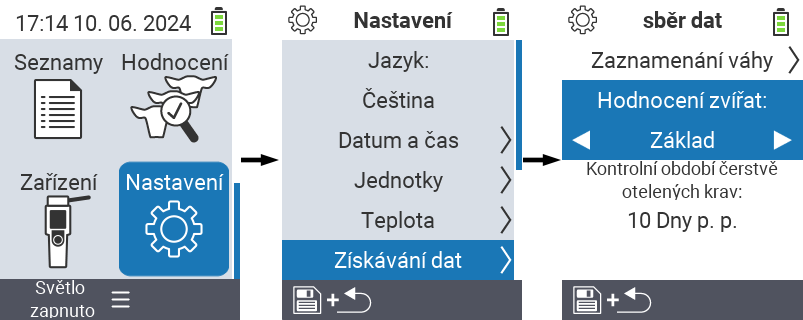 17:14 10. 06. 2024
Seznamy
Hodnocení
Zařízení
Nastavení
Světlo
zapnuto
Nastavení
Jazyk:
Čeština
Datum a čas
Jednotky
Teplota
Získávání dat
+
sběr dat
Zaznamenání váhy
Hodnocení zvířat:
Základ
Kontrolní období čerstvě
otelených krav:
10 Dny p. p.
+